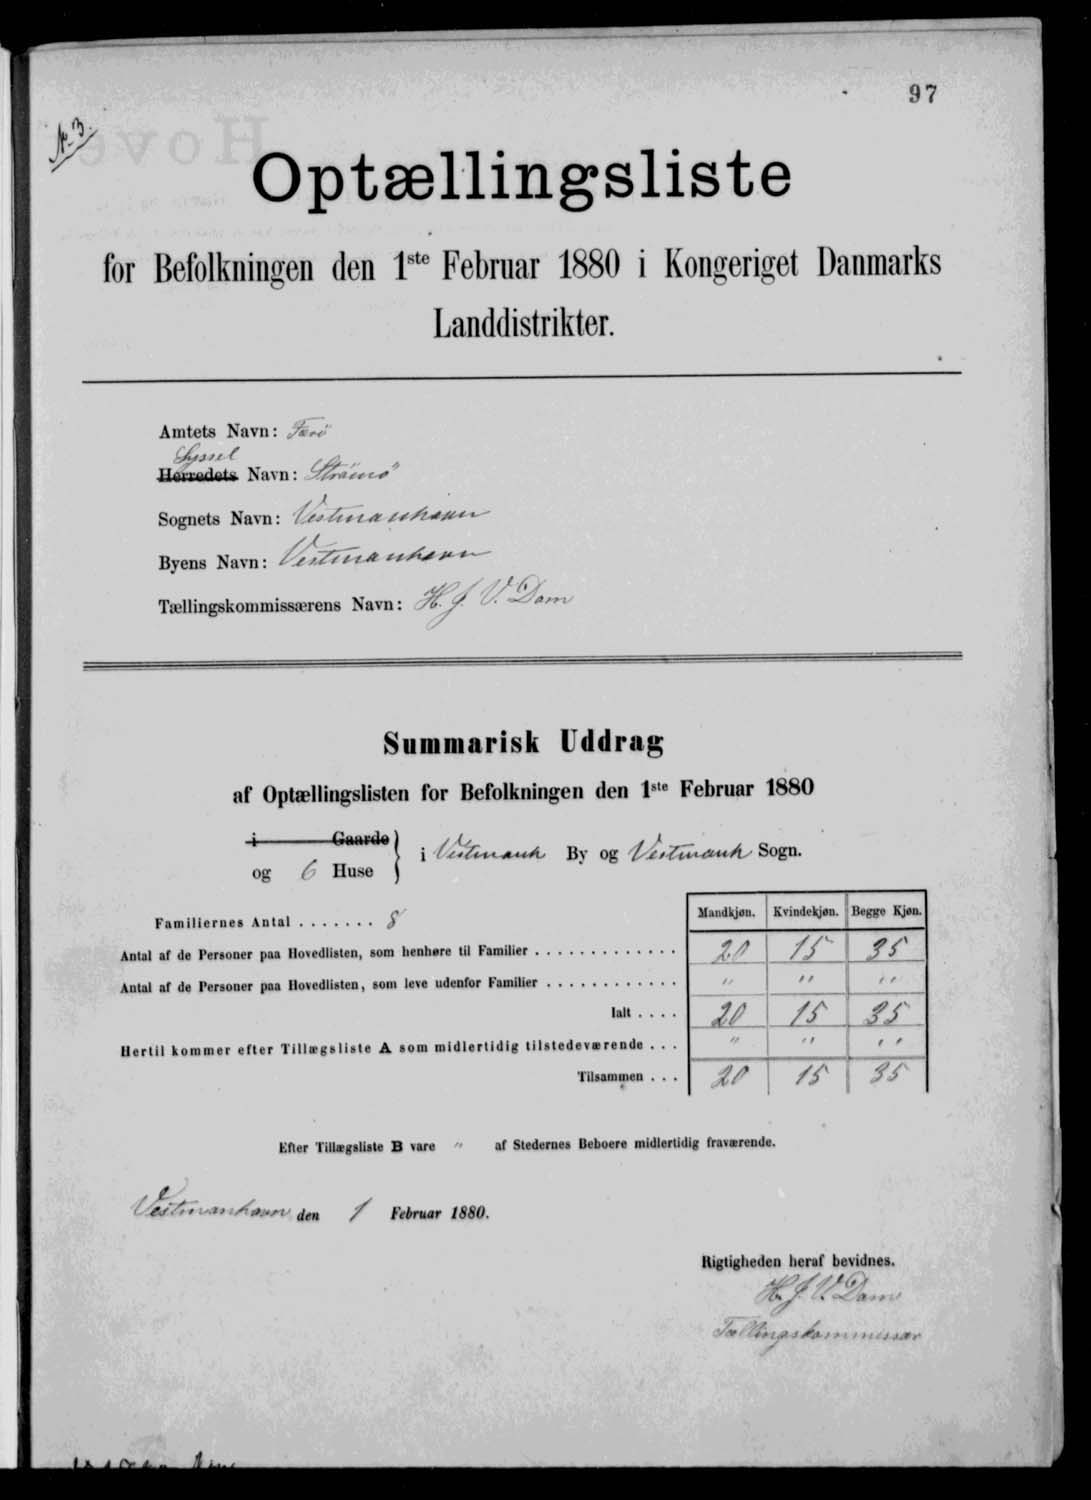 97
No. 3.
Optællingsliste
for Befolkningen den 1ste Februar 1880 i Kongeriget Danmarks
Landdistrikter.
Amtets Navn: Færö
Syssel
Herredets Navn: Strömö
Sognets Navn: Vestmanhavn
Byens Navn: Vestmanhavn
Tællingskommissærens Navn: H. J. V. Dam
Summarisk Uddrag
af Optællingslisten for Befolkningen den 1ste Februar 1880
i Gaarde
og 6 Huse
i Vestmanh By og Vestmanh Sogn.
Mandkjøn. Kvindekjøn. Begge Kjøn.
Familiernes Antal . . . . . . . 8
Antal af de Personer paa Hovedlisten, som henhøre til Familier . . . . . . . . . . . . . 20 15 35
Antal af de Personer paa Hovedlisten, som leve udenfor Familier . . . . . . . . . . . . " " "
Ialt . . . . 20 15 35
Hertil kommer efter Tillægsliste A som midlertidig tilstedeværende . . . " " "
Tilsammen . . . 20 15 35
Efter Tillægsliste B vare " af Stedernes Beboere midlertidig fraværende.
Vestmanhavn den 1 Februar 1880.
Rigtigheden heraf bevidnes.
H. J. V. Dam
Tællingskommissær